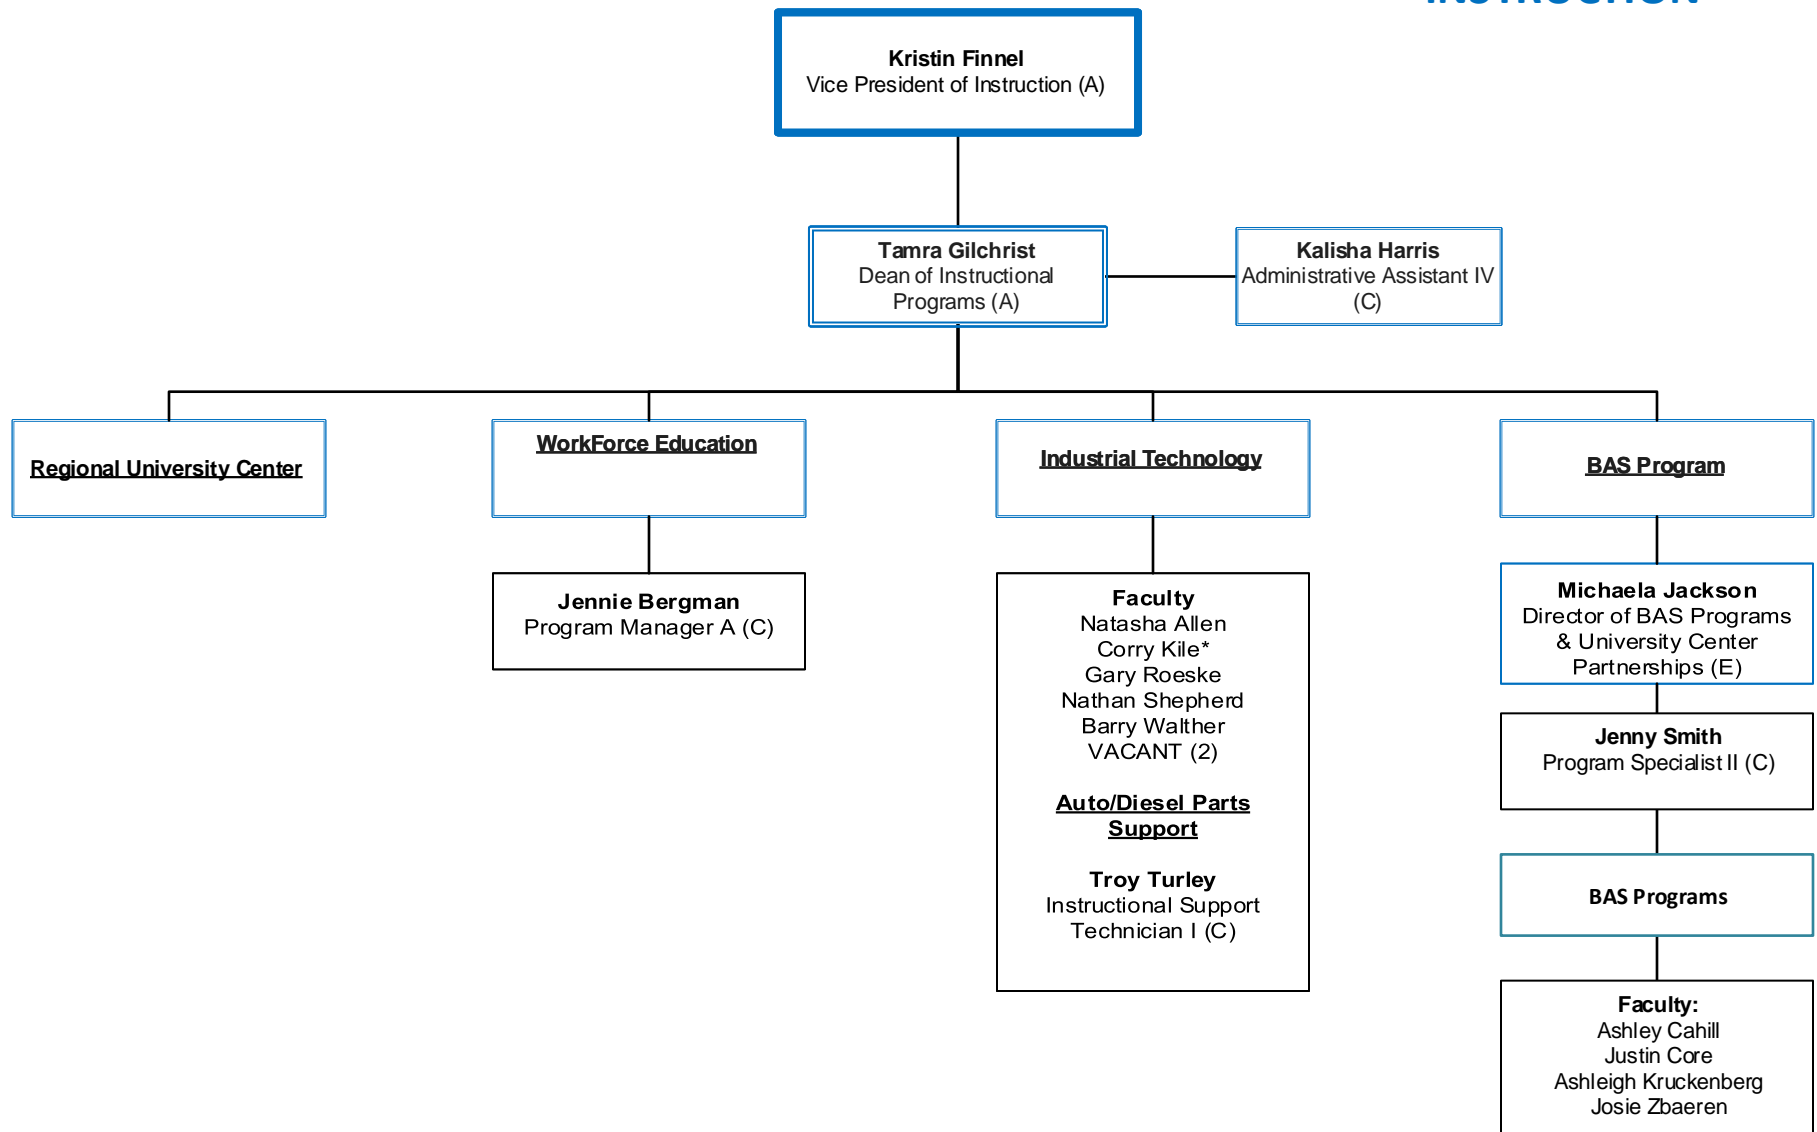 INSTRUCTION
Kristin Finnel
Vice President of Instruction (A)
Tamra Gilchrist
Dean of Instructional
Programs (A)
Kalisha Harris
Administrative Assistant IV
(C)
Regional University Center
WorkForce Education
Industrial Technology
BAS Program
Jennie Bergman
Program Manager A (C)
Faculty
Natasha Allen
Corry Kile*
Gary Roeske
Nathan Shepherd
Barry Walther
VACANT (2)
Auto/Diesel Parts
Support
Troy Turley
Instructional Support
Technician I (C)
Michaela Jackson
Director of BAS Programs
& University Center
Partnerships (E)
Jenny Smith
Program Specialist II (C)
BAS Programs
Faculty:
Ashley Cahill
Justin Core
Ashleigh Kruckenberg
Josie Zbaeren